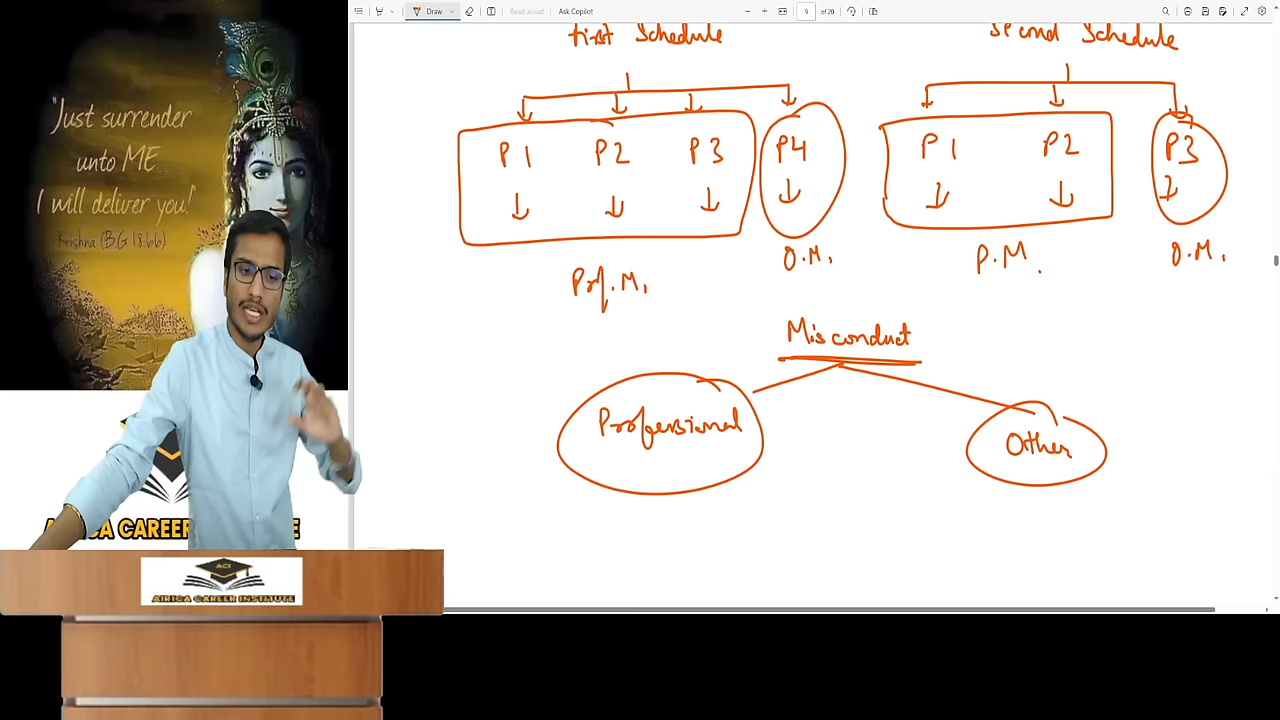 Draw
Read aloud
Ask Copilot
9
of 20
First Schedule
Second Schedule
P1 P2 P3 P4
P1 P2 P3
Prof. M.
O.M.
P.M.
O.M.
Misconduct
Professional
Other
"Just surrender
unto ME
I will deliver you!"
Krishna (BG 18:66)
CAREER
ACI
AIRICA CAREER INSTITUTE